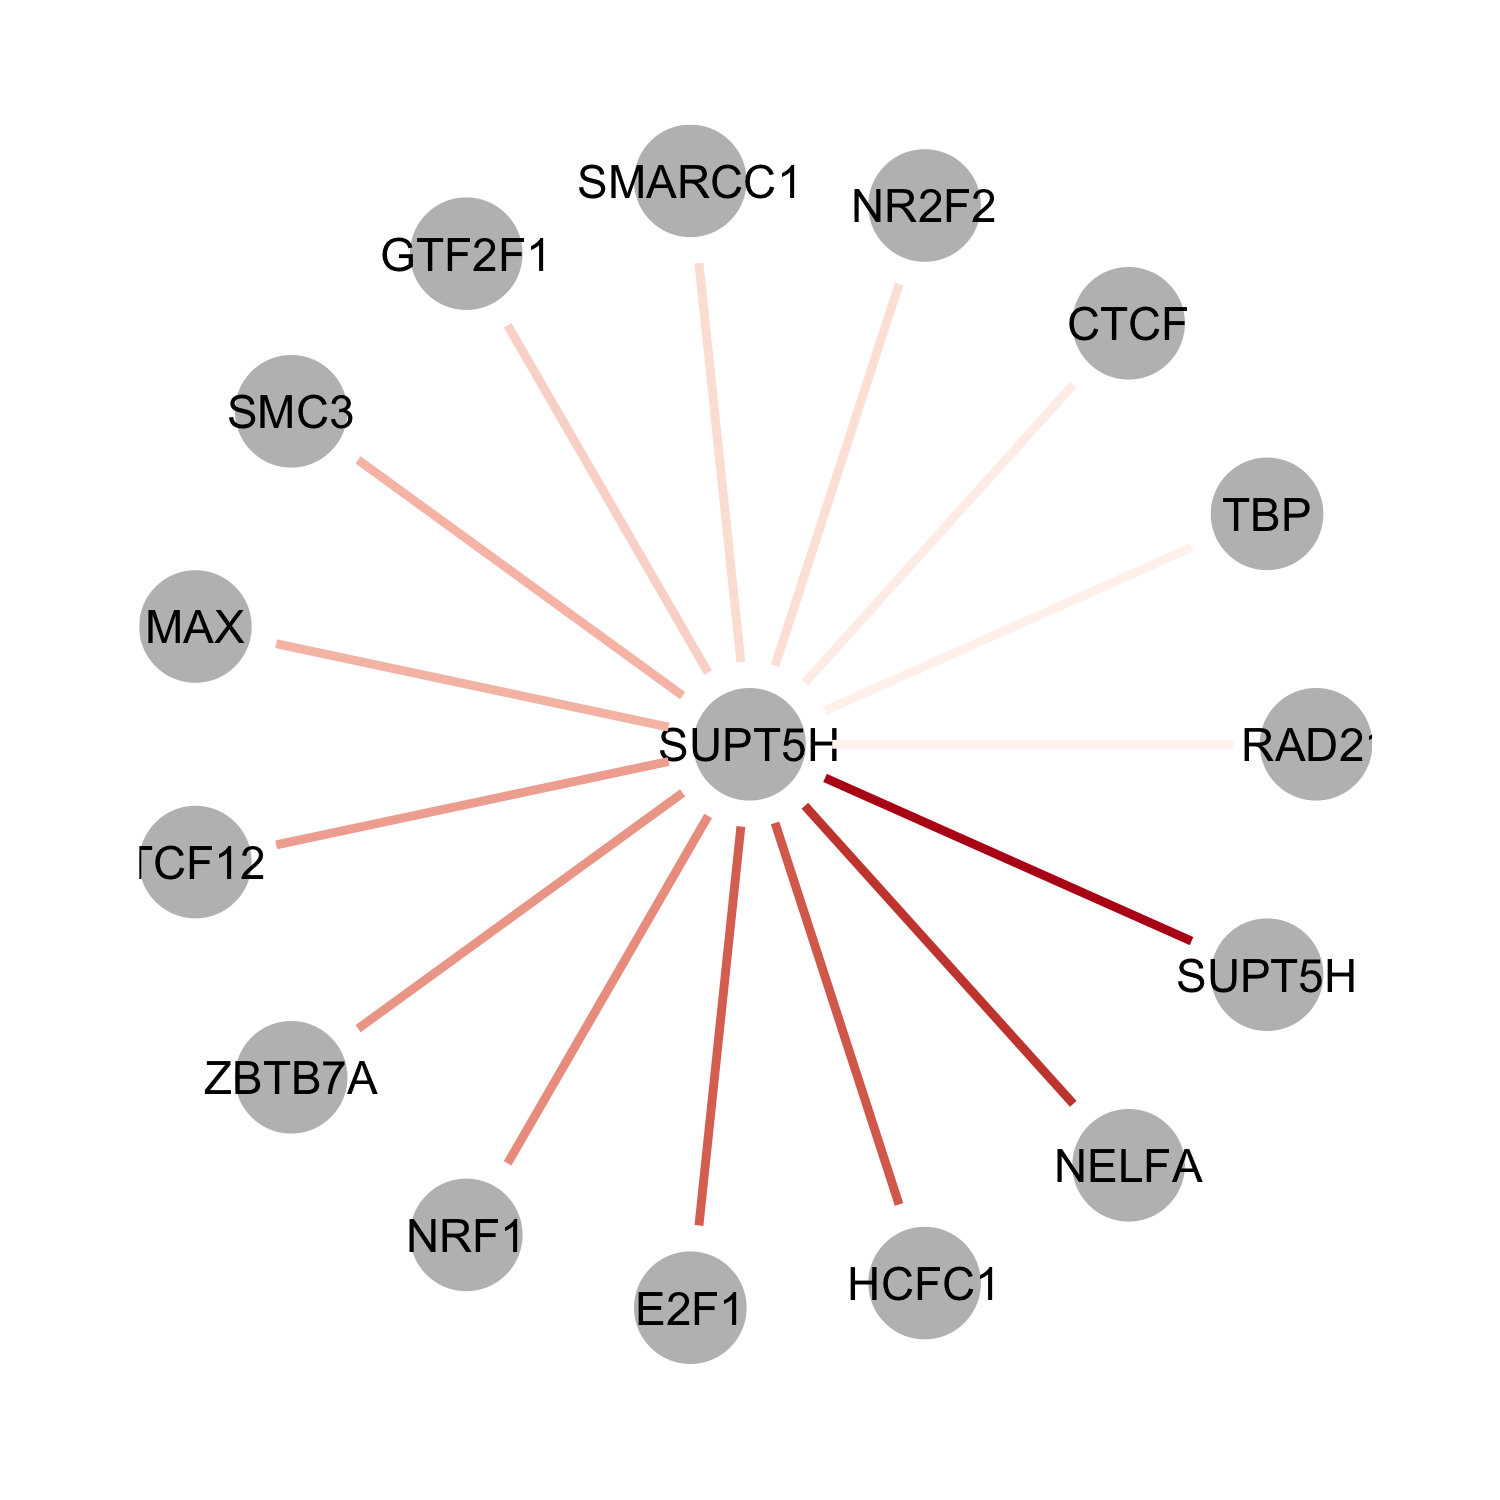 SMARCC1
NR2F2
GTF2F1
CTCF
SMC3
TBP
MAX
SUPT5H
RAD21
TCF12
SUPT5H
ZBTB7A
NELFA
NRF1
HCFC1
E2F1